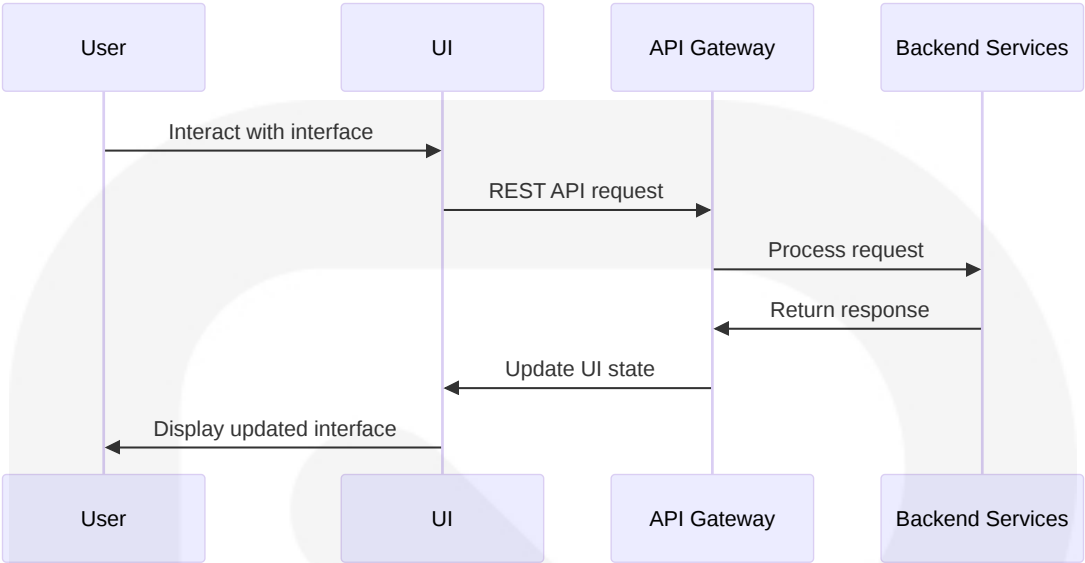 User
UI
API Gateway
Backend Services
Interact with interface
REST API request
Process request
Return response
Update UI state
Display updated interface
User
UI
API Gateway
Backend Services